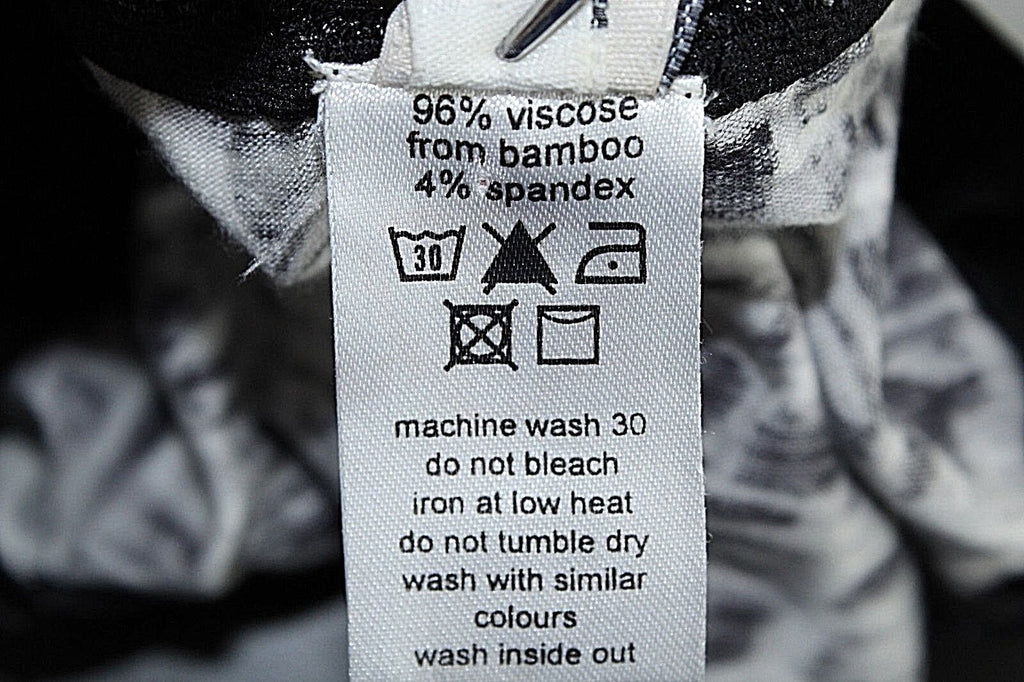 96% viscose
from bamboo
4% spandex
30
machine wash 30
do not bleach
iron at low heat
do not tumble dry
wash with similar
colours
wash inside out